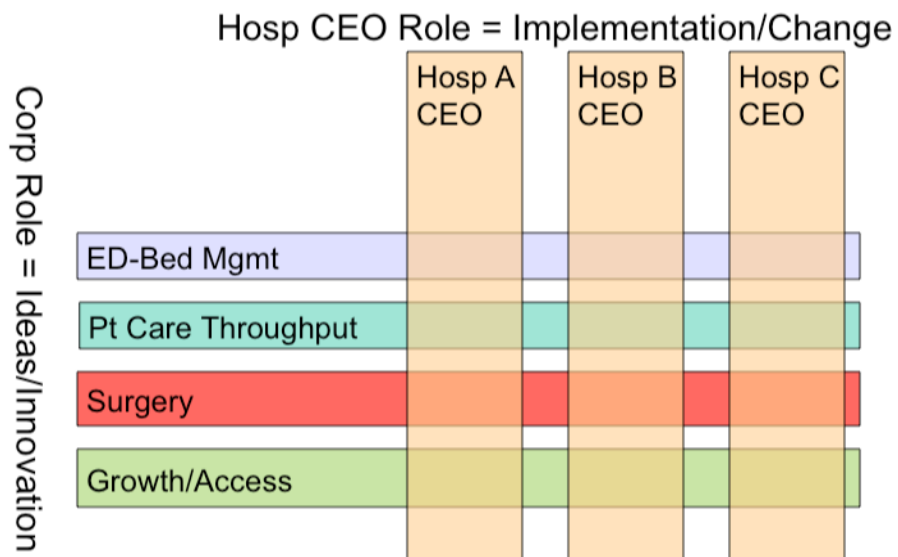 Hosp CEO Role = Implementation/Change
Hosp A
CEO
Hosp B
CEO
Hosp C
CEO
Corp Role = Ideas/Innovation
ED-Bed Mgmt
Pt Care Throughput
Surgery
Growth/Access